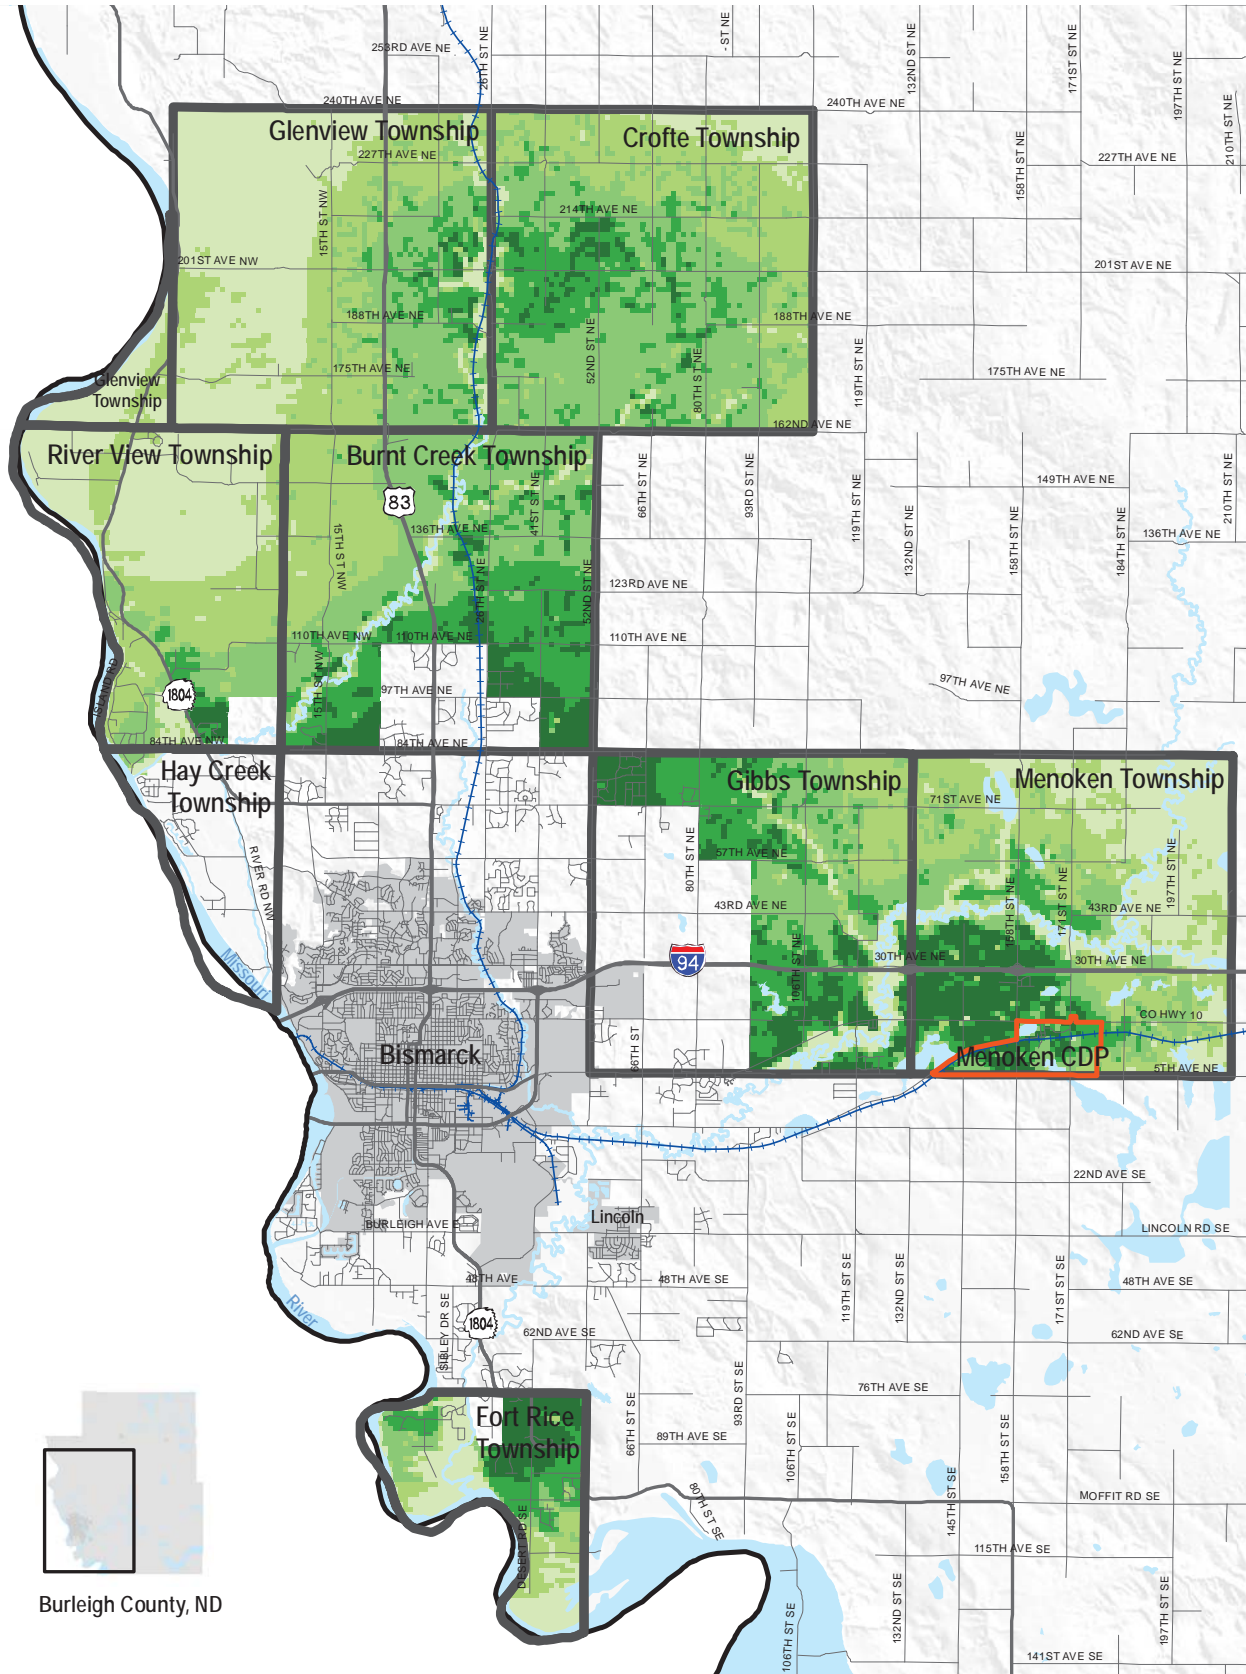 253RD AVE NE
26TH ST NE
- ST NE
132ND ST NE
171ST ST NE
197TH ST NE
210TH ST NE
240TH AVE NE
240TH AVE NE
Glenview Township
Crofte Township
227TH AVE NE
227TH AVE NE
158TH ST NE
15TH ST NW
214TH AVE NE
201ST AVE NW
201ST AVE NE
188TH AVE NE
188TH AVE NE
52ND ST NE
80TH ST NE
119TH ST NE
175TH AVE NE
175TH AVE NE
Glenview
Township
162ND AVE NE
River View Township
Burnt Creek Township
83
136TH AVE NE
41ST ST NE
66TH ST NE
93RD ST NE
119TH ST NE
132ND ST NE
158TH ST NE
149TH AVE NE
184TH ST NE
136TH AVE NE
210TH ST NE
15TH ST NW
26TH ST NE
52ND ST NE
123RD AVE NE
110TH AVE NW
110TH AVE NE
110TH AVE NE
ISLAND RD
1804
15TH ST NW
97TH AVE NE
97TH AVE NE
84TH AVE NW
84TH AVE NE
Hay Creek
Township
Gibbs Township
Menoken Township
71ST AVE NE
RIVER RD NW
80TH ST NE
57TH AVE NE
43RD AVE NE
158TH ST NE
171ST ST NE
197TH ST NE
43RD AVE NE
Missouri
94
106TH ST NE
30TH AVE NE
30TH AVE NE
CO HWY 10
Bismarck
66TH ST
Menoken CDP
5TH AVE NE
22ND AVE SE
Lincoln
BURLEIGH AVE E
LINCOLN RD SE
48TH AVE
48TH AVE SE
119TH ST SE
132ND ST SE
171ST ST SE
48TH AVE SE
River
SIBLEY DR SE
1804
62ND AVE SE
62ND AVE SE
76TH AVE SE
Fort Rice
Township
66TH ST SE
93RD ST SE
89TH AVE SE
106TH ST SE
158TH ST SE
80TH ST SE
145TH ST SE
MOFFIT RD SE
DESERT RD SE
115TH AVE SE
Burleigh County, ND
106TH ST SE
132ND ST SE
197TH ST SE
141ST AVE SE